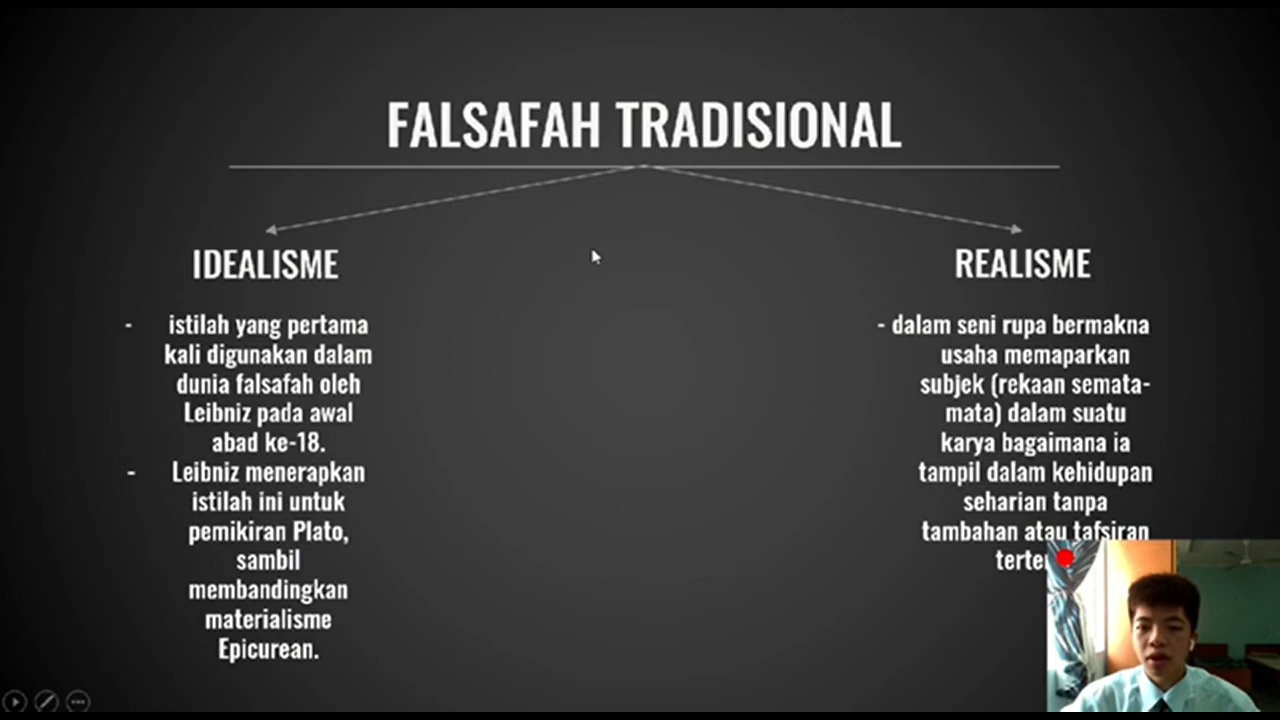 FALSAFAH TRADISIONAL
IDEALISME
- istilah yang pertama
kali digunakan dalam
dunia falsafah oleh
Leibniz pada awal
abad ke-18.
- Leibniz menerapkan
istilah ini untuk
pemikiran Plato,
sambil
membandingkan
materialisme
Epicurean.
REALISME
- dalam seni rupa bermakna
usaha memaparkan
subjek (rekaan semata-
mata) dalam suatu
karya bagaimana ia
tampil dalam kehidupan
seharian tanpa
tambahan atau tafsiran